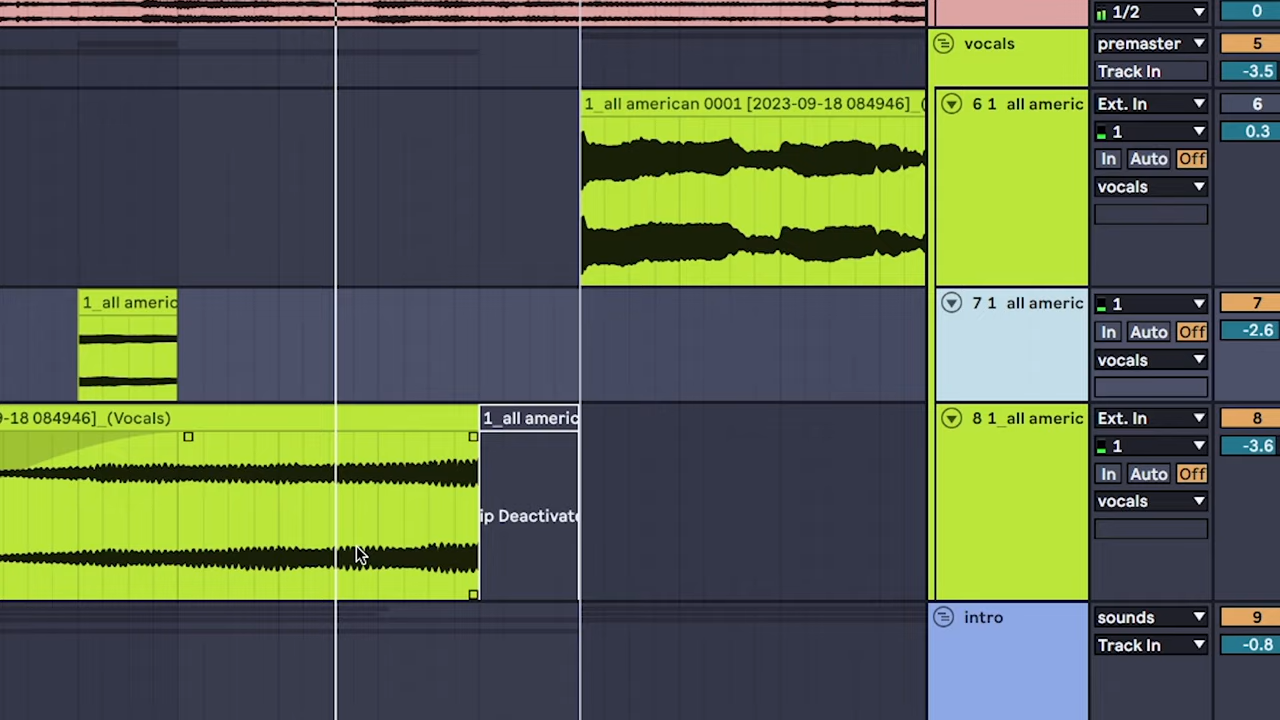 1/2
0
vocals
premaster
5
Track In
-3.5
1_all american 0001 [2023-09-18 084946]_(
6 1 all americ
Ext. In
6
1
0.3
In Auto Off
vocals
1_all americ
7 1 all americ
1
7
In Auto Off
-2.6
vocals
9-18 084946]_(Vocals)
1_all americ
8 1_all americ
Ext. In
8
1
-3.6
In Auto Off
ip Deactivate
vocals
intro
sounds
9
Track In
-0.8